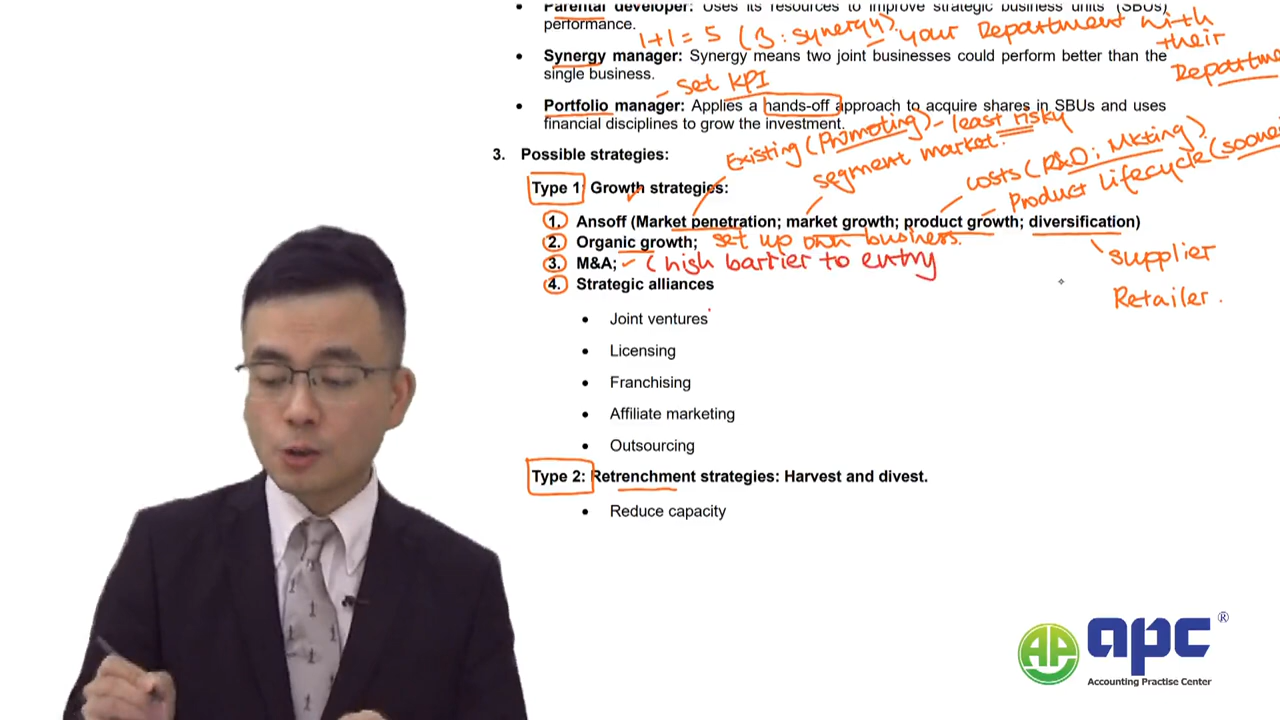 • Parental developer: Uses its resources to improve strategic business units (SBUs)
performance.
1+1 = 5 (3: synergy) your Department with
their
Department
• Synergy manager: Synergy means two joint businesses could perform better than the
single business.
- Set KPI
• Portfolio manager: Applies a hands-off approach to acquire shares in SBUs and uses
financial disciplines to grow the investment.
Existing (Promoting) - least risky
segment market.
costs (R&D; Mkting)
- Product Lifecycle (sooner
3. Possible strategies:
Type 1: Growth strategies:
1. Ansoff (Market penetration; market growth; product growth; diversification)
2. Organic growth; set up own business.
3. M&A; - (high barrier to entry
4. Strategic alliances
supplier
Retailer.
• Joint ventures
• Licensing
• Franchising
• Affiliate marketing
• Outsourcing
Type 2: Retrenchment strategies: Harvest and divest.
• Reduce capacity
AP apc ®
Accounting Practise Center